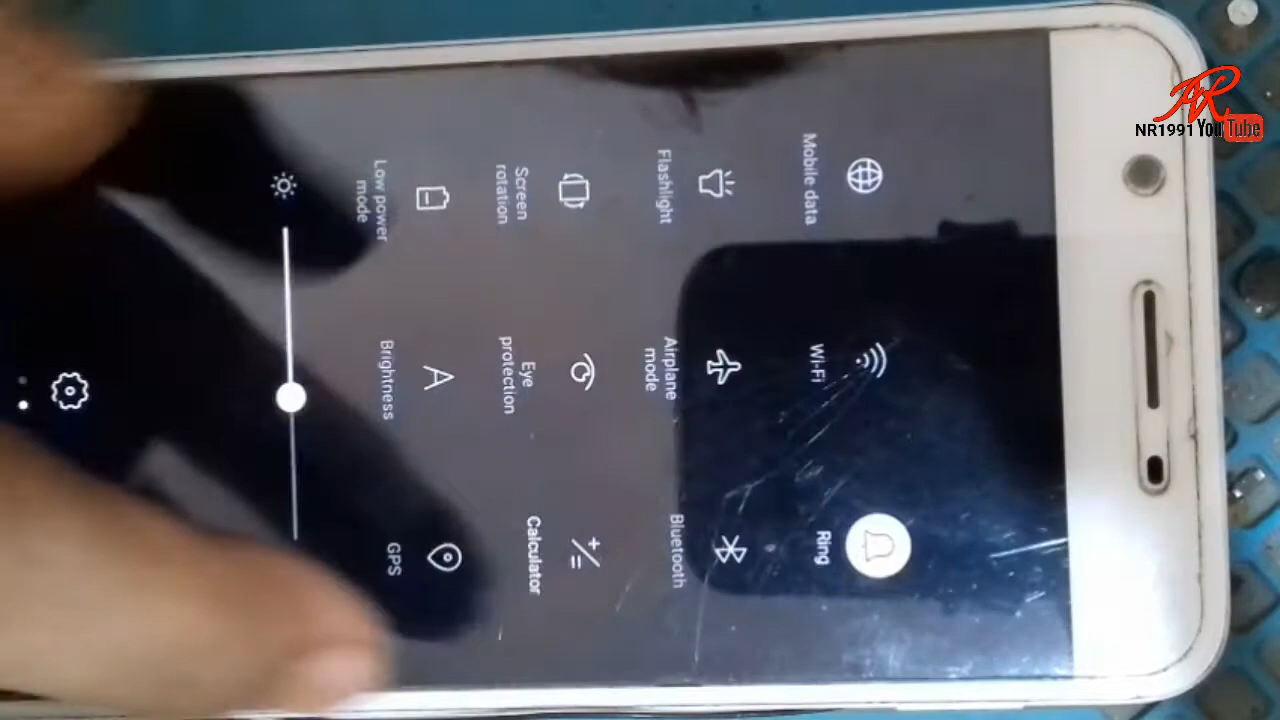 NR1991 YouTube
Mobile data
Wi-Fi
Ring
Flashlight
Airplane
mode
Bluetooth
Screen
rotation
Eye
protection
Calculator
Low power
mode
Brightness
GPS